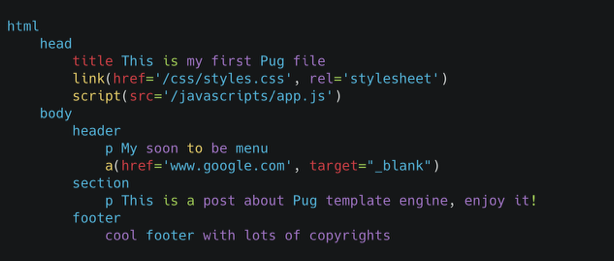 html
    head
        title This is my first Pug file
        link(href='/css/styles.css', rel='stylesheet')
        script(src='/javascripts/app.js')
    body
        header
            p My soon to be menu
            a(href='www.google.com', target="_blank")
        section
            p This is a post about Pug template engine, enjoy it!
        footer
            cool footer with lots of copyrights